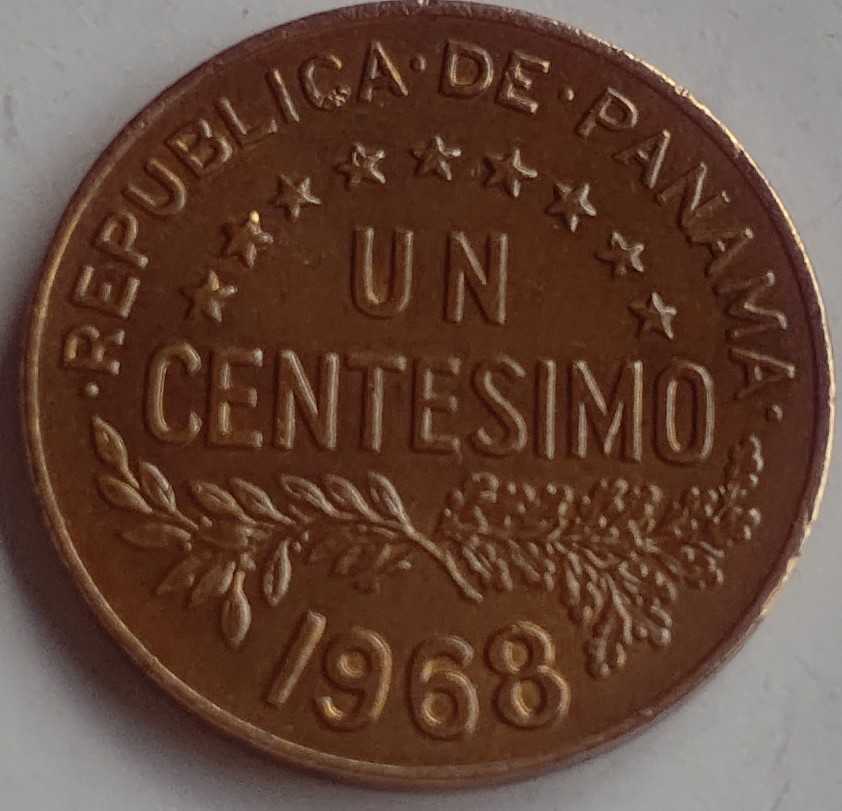 ·REPUBLICA·DE·PANAMA·
UN
CENTESIMO
1968